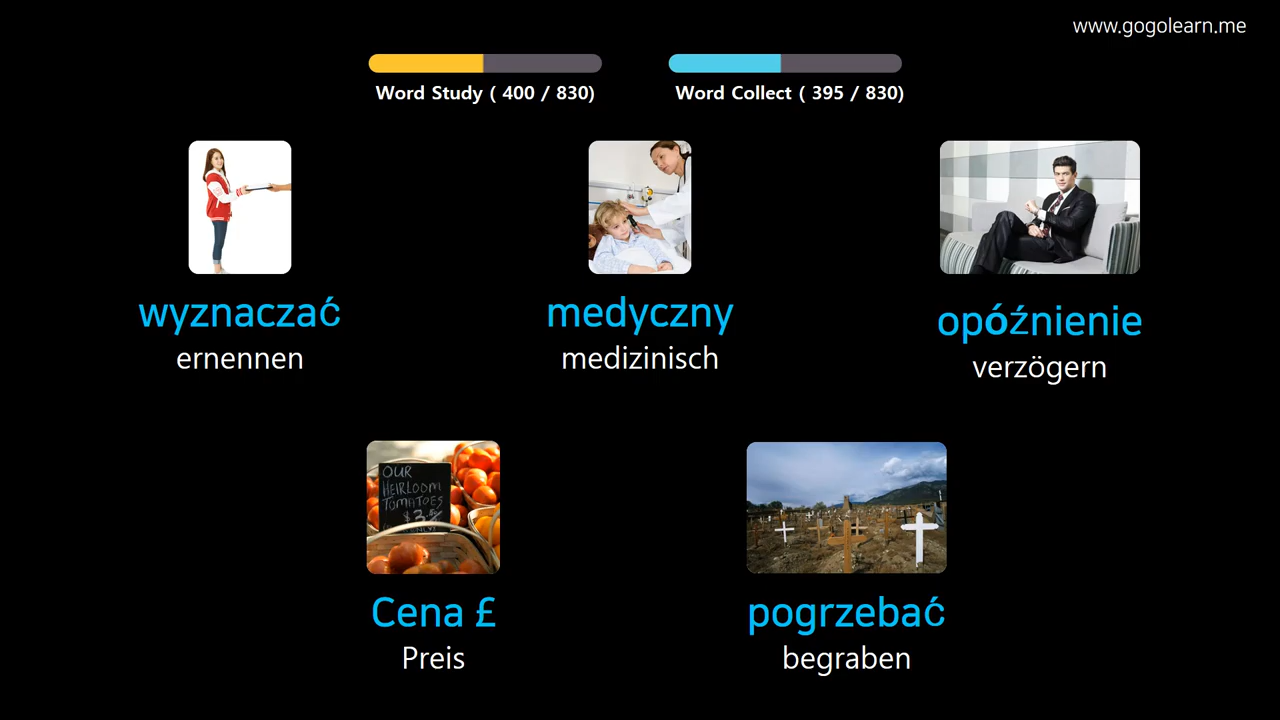 www.gogolearn.me
Word Study ( 400 / 830)
Word Collect ( 395 / 830)
wyznaczać
ernennen
medyczny
medizinisch
opóźnienie
verzögern
OUR
HEIRLOOM
TOMATOES
Cena £
Preis
pogrzebać
begraben